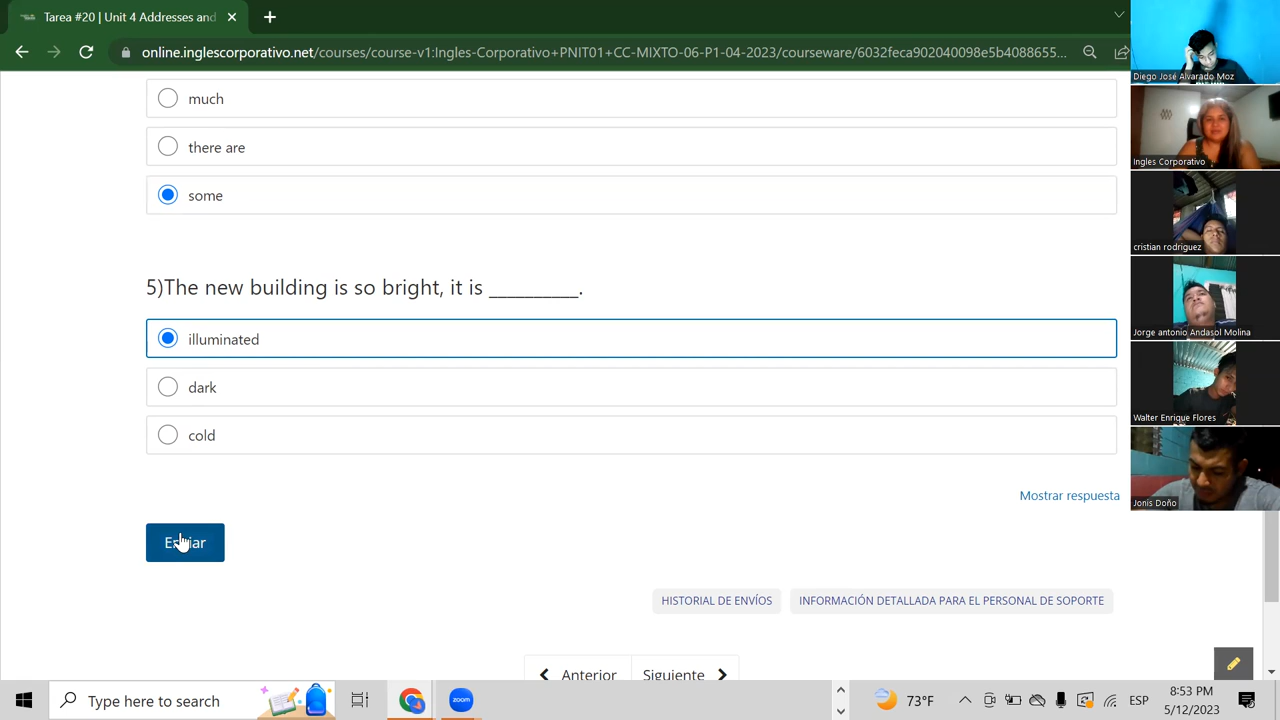 Tarea #20 | Unit 4 Addresses and
online.inglescorporativo.net/courses/course-v1:Ingles-Corporativo+PNIT01+CC-MIXTO-06-P1-04-2023/courseware/6032feca902040098e5b4088655...
much
there are
some
5)The new building is so bright, it is __________.
illuminated
dark
cold
Mostrar respuesta
Enviar
HISTORIAL DE ENVÍOS
INFORMACIÓN DETALLADA PARA EL PERSONAL DE SOPORTE
Anterior
Siguiente
Diego José Alvarado Moz
Ingles Corporativo
cristian rodriguez
Jorge antonio Andasol Molina
Walter Enrique Flores
Jonis Doño
Type here to search
zoom
73°F
ESP
8:53 PM
5/12/2023